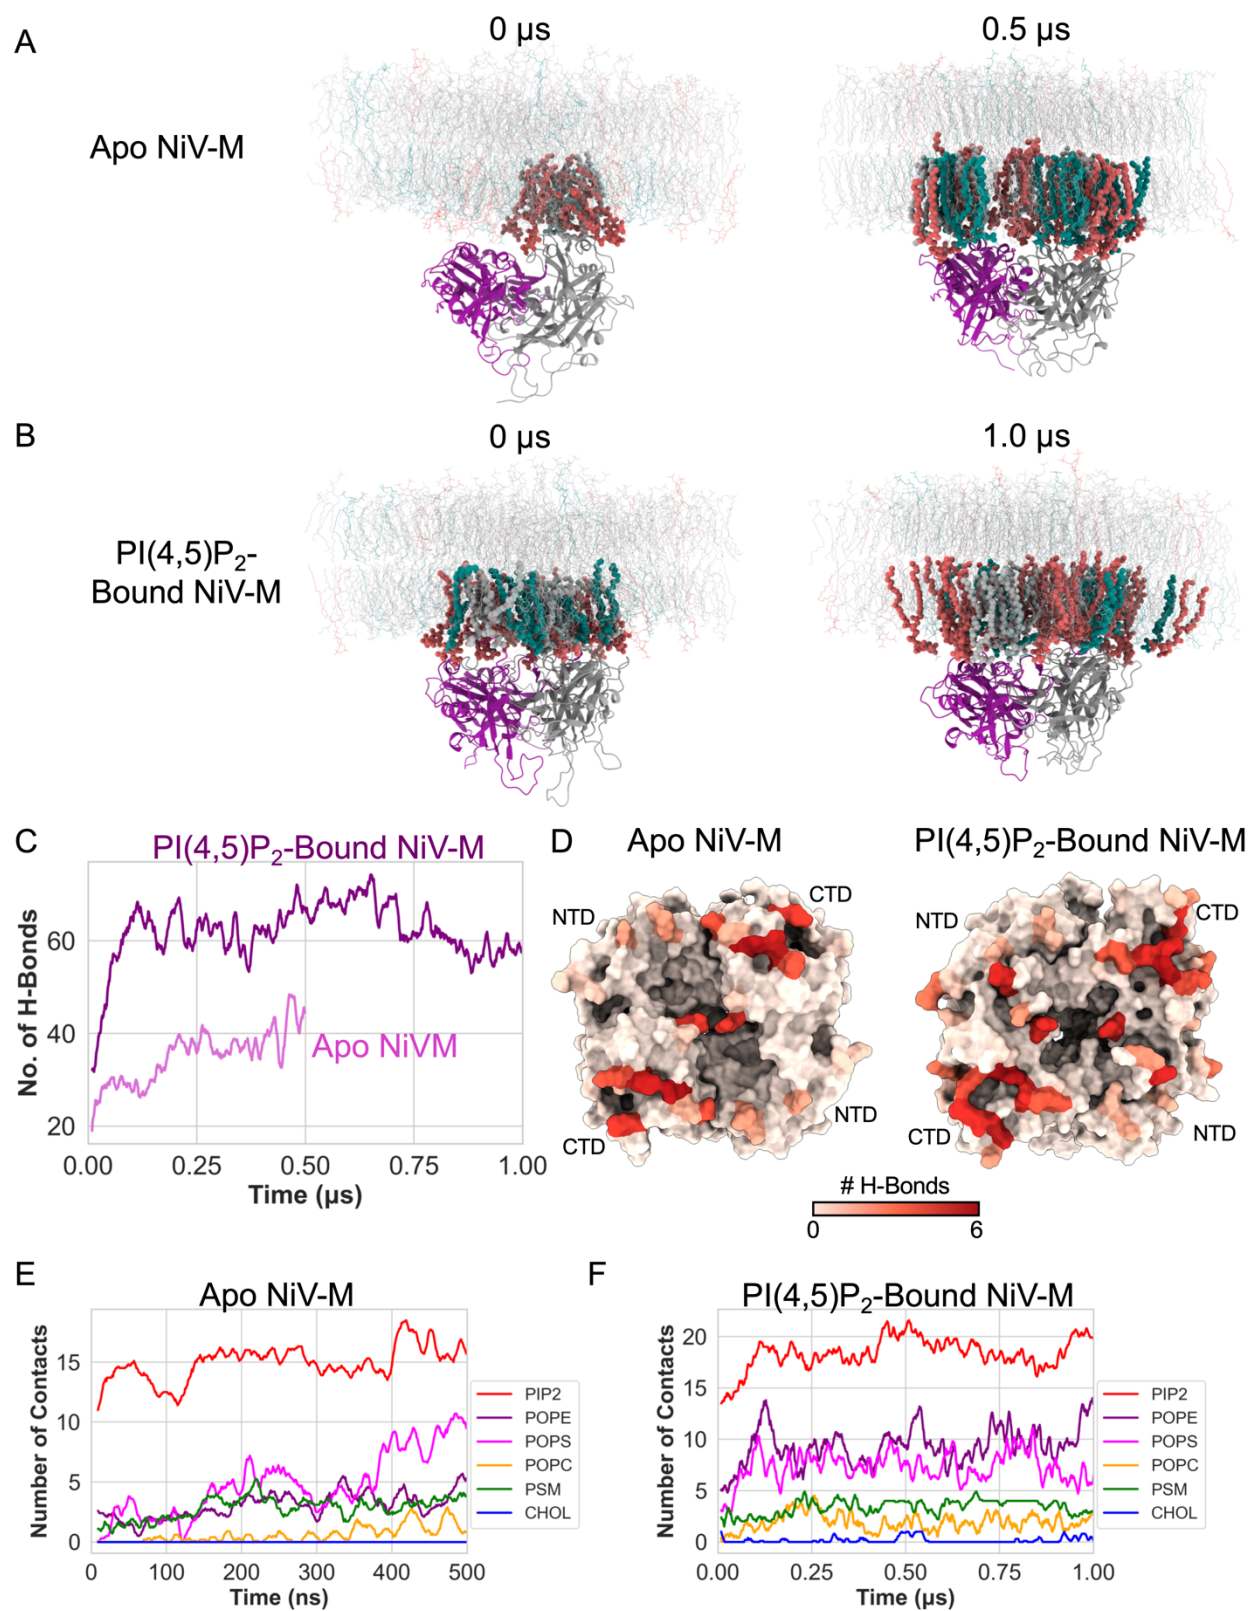 A
0 µs
0.5 µs
Apo NiV-M
B
0 µs
1.0 µs
PI(4,5)P₂-
Bound NiV-M
C
PI(4,5)P₂-Bound NiV-M
No. of H-Bonds
60
40
20
Apo NiVM
0.00
0.25
0.50
0.75
1.00
Time (µs)
D
Apo NiV-M
PI(4,5)P₂-Bound NiV-M
NTD
CTD
CTD
NTD
NTD
CTD
CTD
NTD
# H-Bonds
0
6
E
Apo NiV-M
Number of Contacts
15
10
5
0
0
100
200
300
400
500
Time (ns)
PIP2
POPE
POPS
POPC
PSM
CHOL
F
PI(4,5)P₂-Bound NiV-M
Number of Contacts
20
15
10
5
0
0.00
0.25
0.50
0.75
1.00
Time (µs)
PIP2
POPE
POPS
POPC
PSM
CHOL